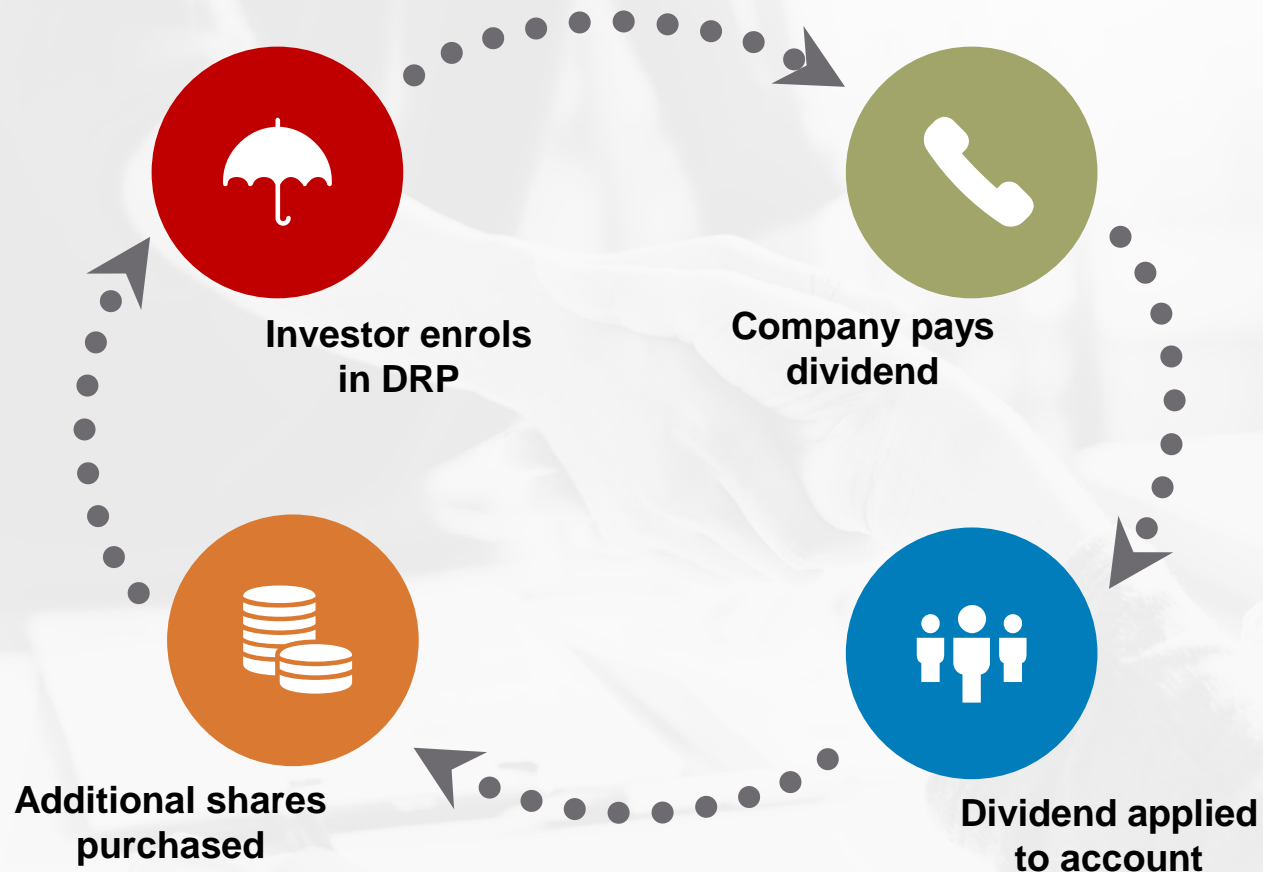 Investor enrols
in DRP
Company pays
dividend
Additional shares
purchased
Dividend applied
to account